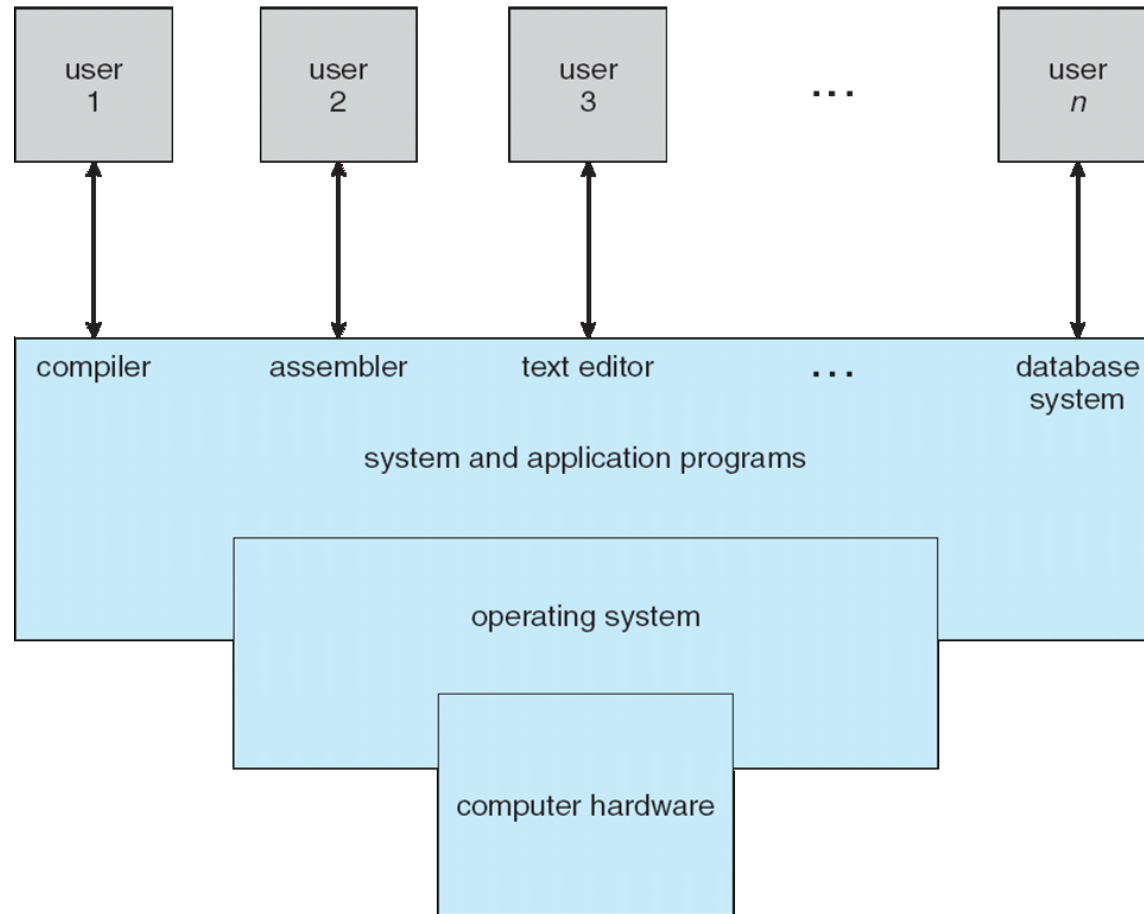 user
1
user
2
user
3
...
user
n
compiler
assembler
text editor
...
database
system
system and application programs
operating system
computer hardware